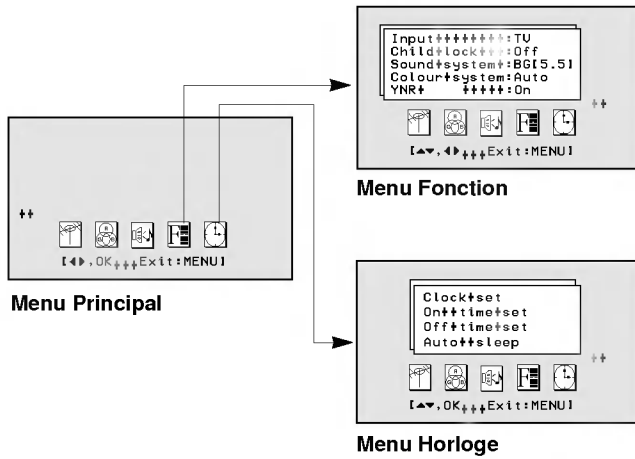 Input‡‡‡‡‡‡‡‡:TV
Child‡lock‡‡‡:Off
Sound‡system‡:BG[5.5]
Colour‡system:Auto
YNR‡ ‡‡‡‡‡:On
‡‡
F
[▲▼,◀▶‡‡‡Exit:MENU]
Menu Fonction
‡‡
F
[◀▶,OK‡‡‡Exit:MENU]
Menu Principal
Clock‡set
On‡‡time‡set
Off‡time‡set
Auto‡‡sleep
‡‡
F
[▲▼,OK‡‡‡Exit:MENU]
Menu Horloge